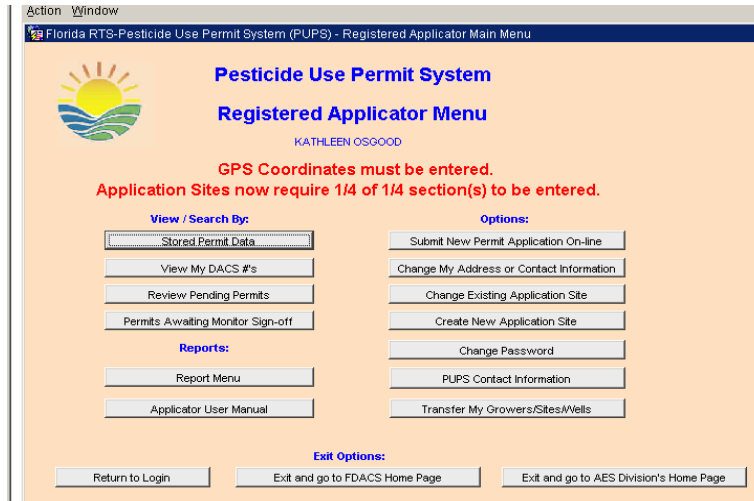 Action Window
Florida RTS-Pesticide Use Permit System (PUPS) - Registered Applicator Main Menu
Pesticide Use Permit System
Registered Applicator Menu
KATHLEEN OSGOOD
GPS Coordinates must be entered.
Application Sites now require 1/4 of 1/4 section(s) to be entered.
View / Search By:
Stored Permit Data
View My DACS #'s
Review Pending Permits
Permits Awaiting Monitor Sign-off
Reports:
Report Menu
Applicator User Manual
Options:
Submit New Permit Application On-line
Change My Address or Contact Information
Change Existing Application Site
Create New Application Site
Change Password
PUPS Contact Information
Transfer My Growers/Sites/Wells
Exit Options:
Return to Login
Exit and go to FDACS Home Page
Exit and go to AES Division's Home Page